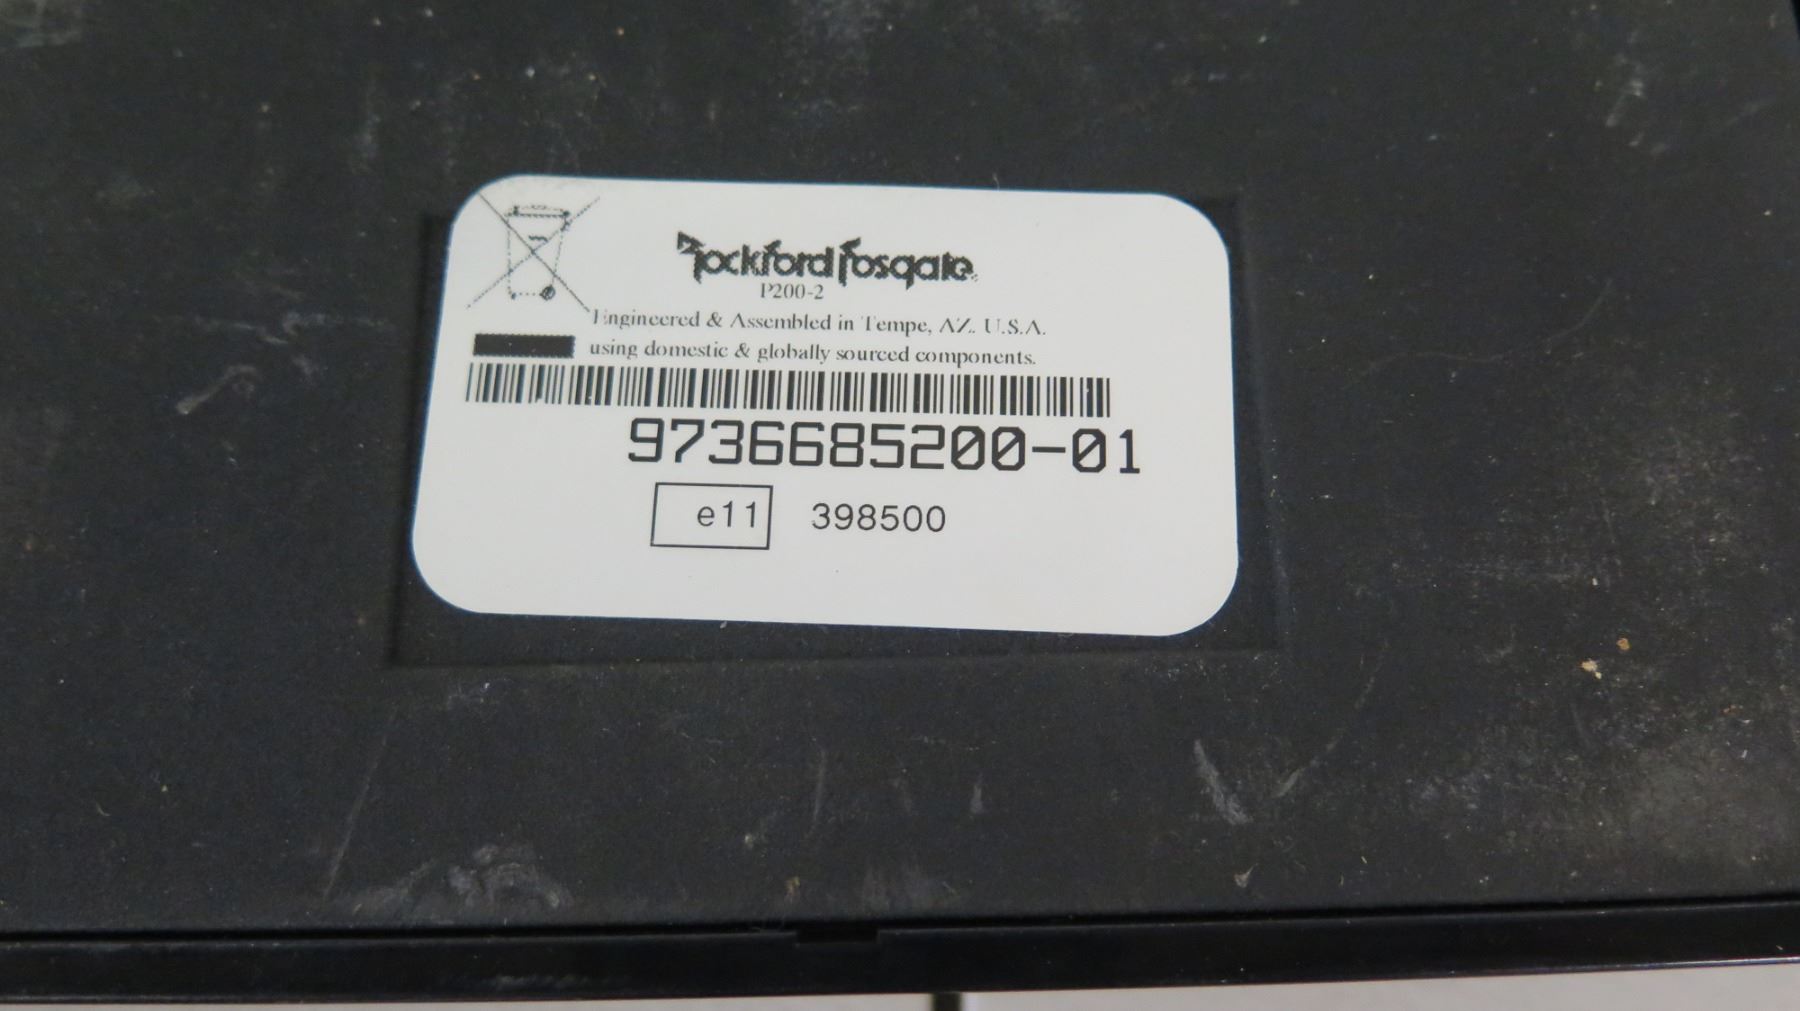 Rockford Fosgate
P200-2
Engineered & Assembled in Tempe, AZ. U.S.A.
using domestic & globally sourced components.
9736685200-01
e11 398500